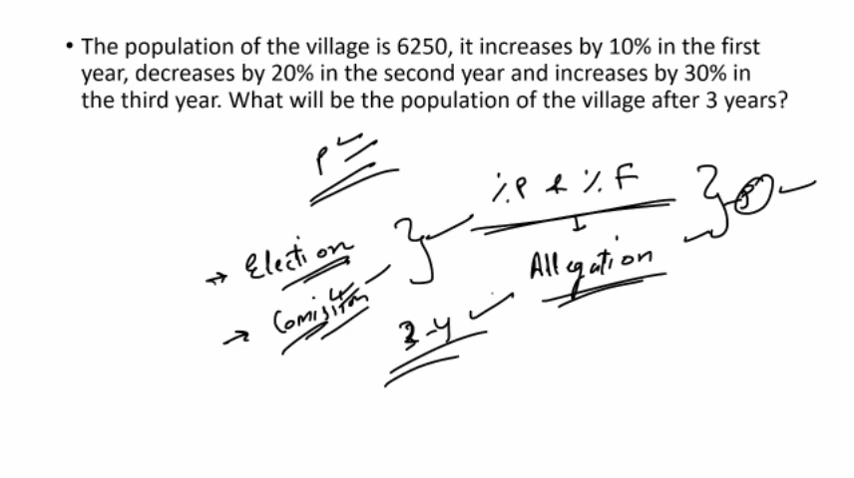 • The population of the village is 6250, it increases by 10% in the first
year, decreases by 20% in the second year and increases by 30% in
the third year. What will be the population of the village after 3 years?
P
% P & % F
→ Election
Allegation
→ Comission
3-4